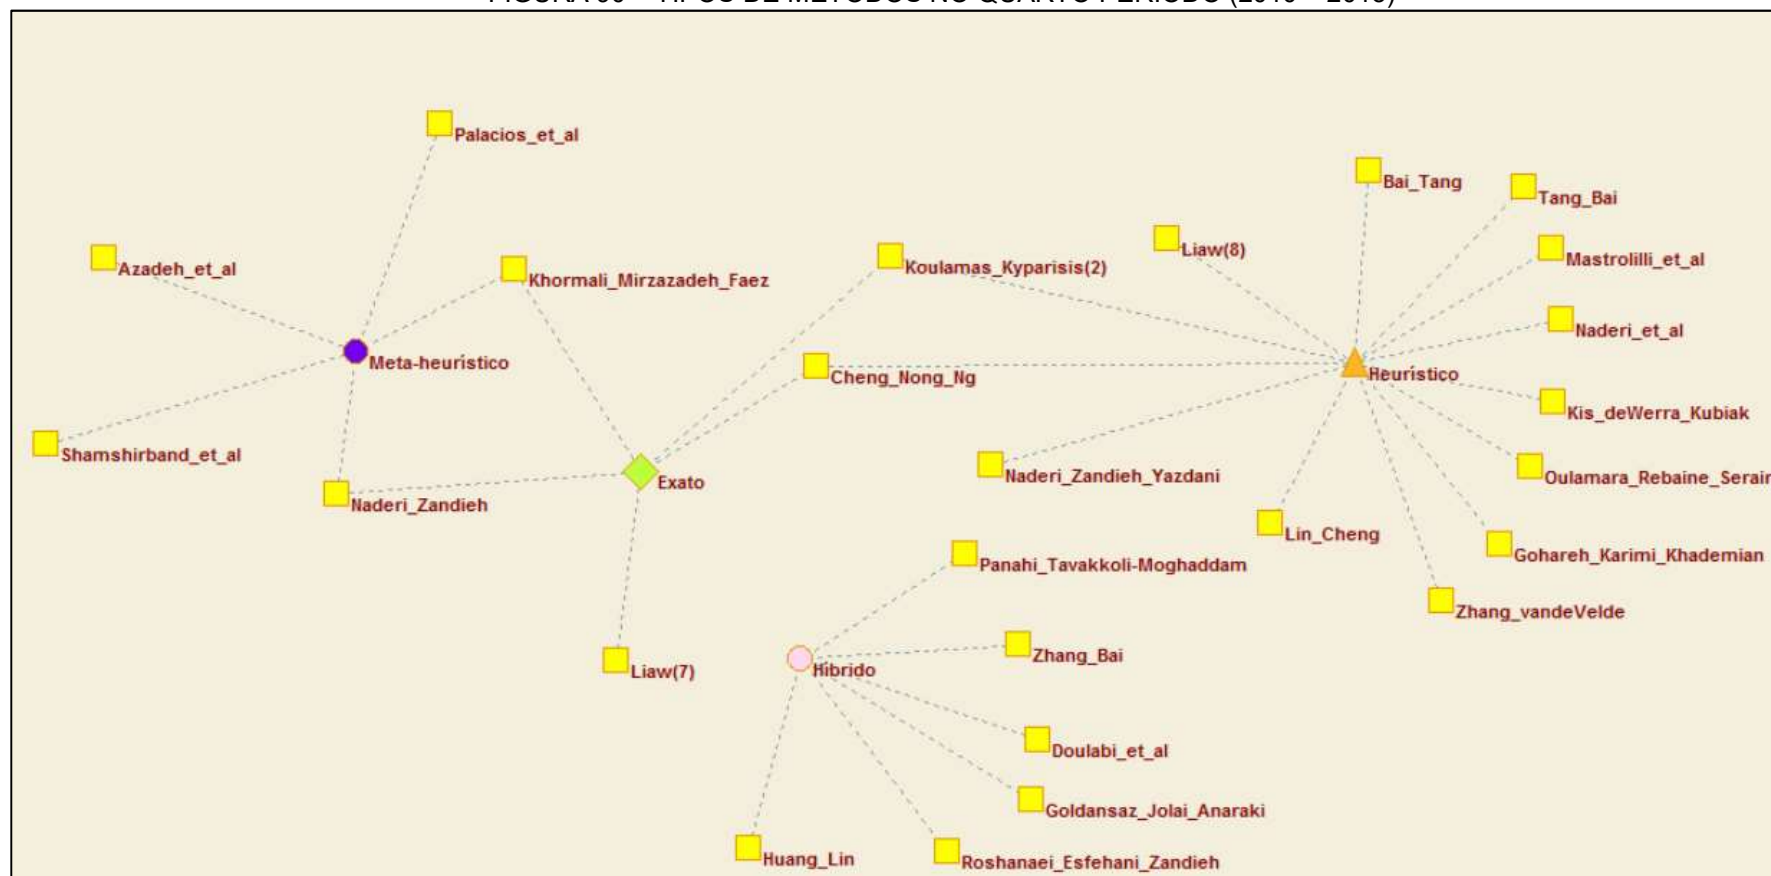 Palacios_et_al
Bai_Tang
Tang_Bai
Liaw(8)
Mastrolilli_et_al
Azadeh_et_al
Khormali_Mirzazadeh_Faez
Koulamas_Kyparisis(2)
Naderi_et_al
Meta-heurístico
Cheng_Nong_Ng
Heurístico
Kis_deWerra_Kubiak
Shamshirband_et_al
Naderi_Zandieh
Exato
Naderi_Zandieh_Yazdani
Oulamara_Rebaine_Serair
Lin_Cheng
Gohareh_Karimi_Khademian
Panahi_Tavakkoli-Moghaddam
Zhang_vandeVelde
Zhang_Bai
Liaw(7)
Híbrido
Doulabi_et_al
Goldansaz_Jolai_Anaraki
Huang_Lin
Roshanaei_Esfehani_Zandieh